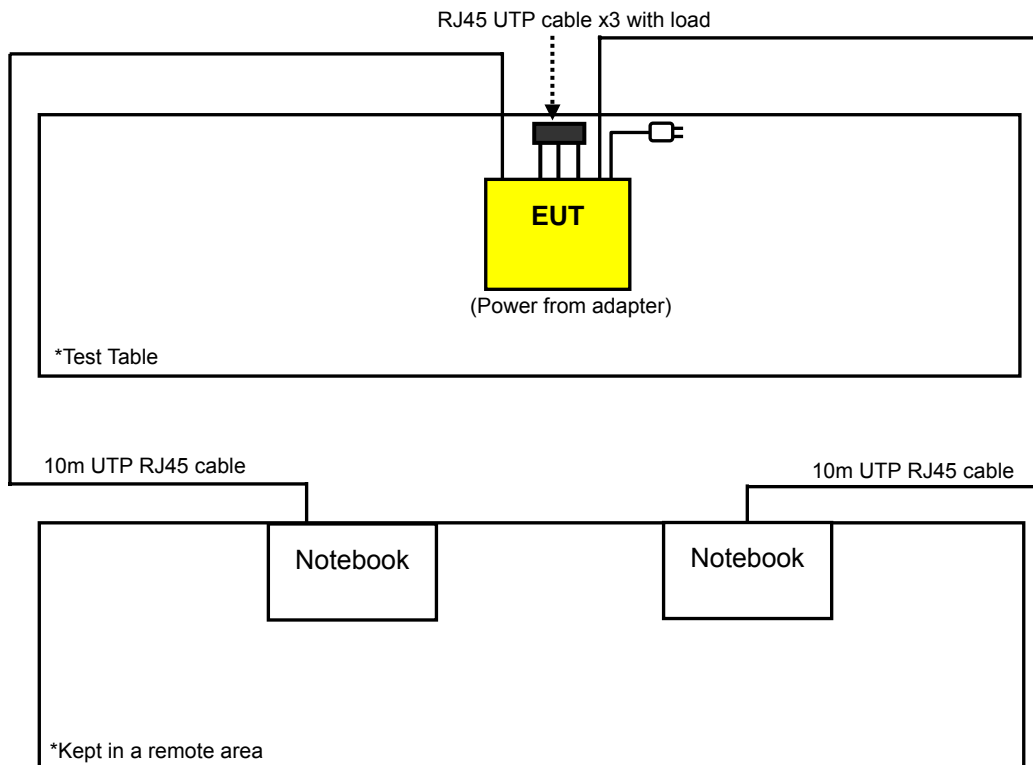 RJ45 UTP cable x3 with load
EUT
(Power from adapter)
*Test Table
10m UTP RJ45 cable
10m UTP RJ45 cable
Notebook
Notebook
*Kept in a remote area